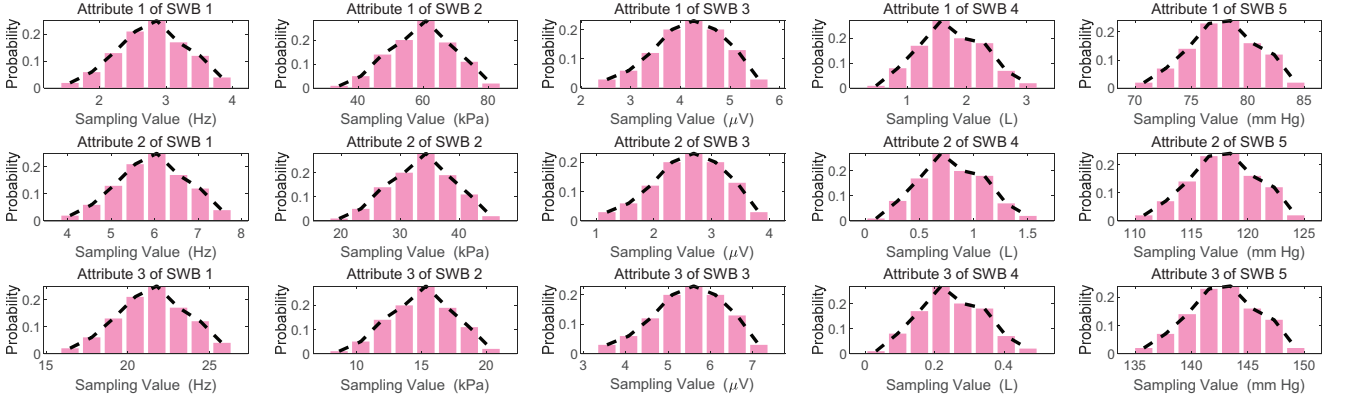 Attribute 1 of SWB 1
Probability
0.2
0.1
0
2
3
4
Sampling Value (Hz)
Attribute 1 of SWB 2
Probability
0.2
0.1
0
40
60
80
Sampling Value (kPa)
Attribute 1 of SWB 3
Probability
0.2
0.1
0
2
3
4
5
6
Sampling Value (μV)
Attribute 1 of SWB 4
Probability
0.2
0.1
0
1
2
3
Sampling Value (L)
Attribute 1 of SWB 5
Probability
0.2
0.1
0
70
75
80
85
Sampling Value (mm Hg)
Attribute 2 of SWB 1
Probability
0.2
0.1
0
4
5
6
7
8
Sampling Value (Hz)
Attribute 2 of SWB 2
Probability
0.2
0.1
0
20
30
40
Sampling Value (kPa)
Attribute 2 of SWB 3
Probability
0.2
0.1
0
1
2
3
4
Sampling Value (μV)
Attribute 2 of SWB 4
Probability
0.2
0.1
0
0
0.5
1
1.5
Sampling Value (L)
Attribute 2 of SWB 5
Probability
0.2
0.1
0
110
115
120
125
Sampling Value (mm Hg)
Attribute 3 of SWB 1
Probability
0.2
0.1
0
15
20
25
Sampling Value (Hz)
Attribute 3 of SWB 2
Probability
0.2
0.1
0
10
15
20
Sampling Value (kPa)
Attribute 3 of SWB 3
Probability
0.2
0.1
0
3
4
5
6
7
Sampling Value (μV)
Attribute 3 of SWB 4
Probability
0.2
0.1
0
0
0.2
0.4
Sampling Value (L)
Attribute 3 of SWB 5
Probability
0.2
0.1
0
135
140
145
150
Sampling Value (mm Hg)